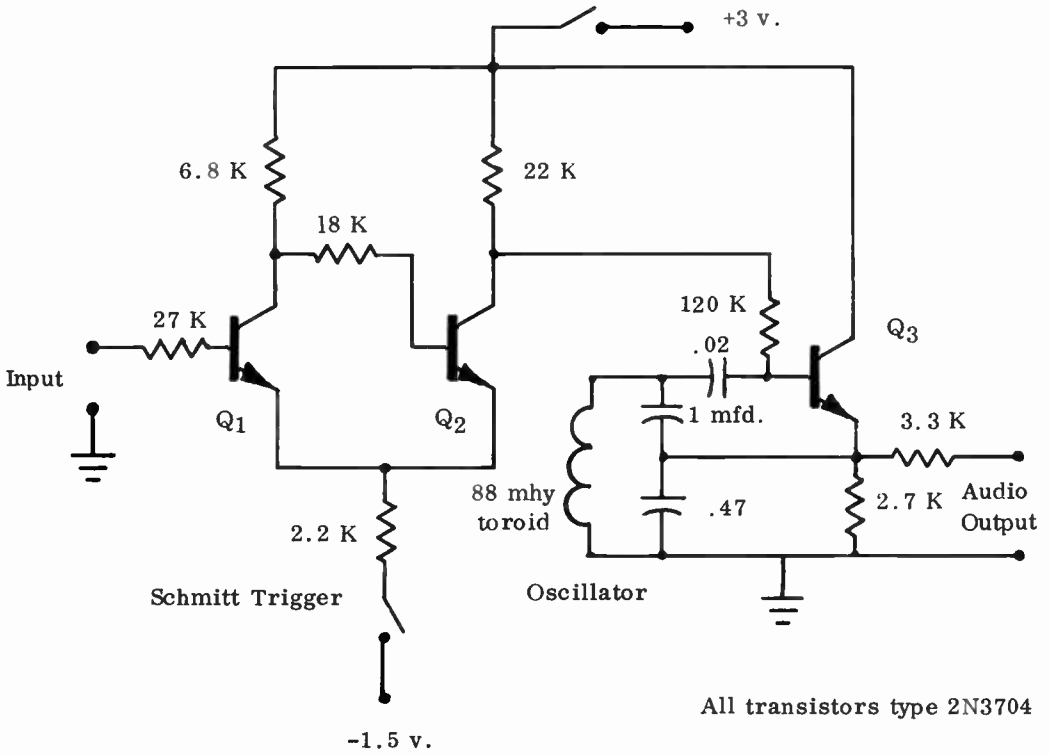 +3 v.
6.8 K
22 K
18 K
120 K
27 K
Q3
.02
Input
Q1
Q2
1 mfd.
3.3 K
88 mhy
toroid
.47
2.7 K
Audio
Output
2.2 K
Schmitt Trigger
Oscillator
All transistors type 2N3704
-1.5 v.